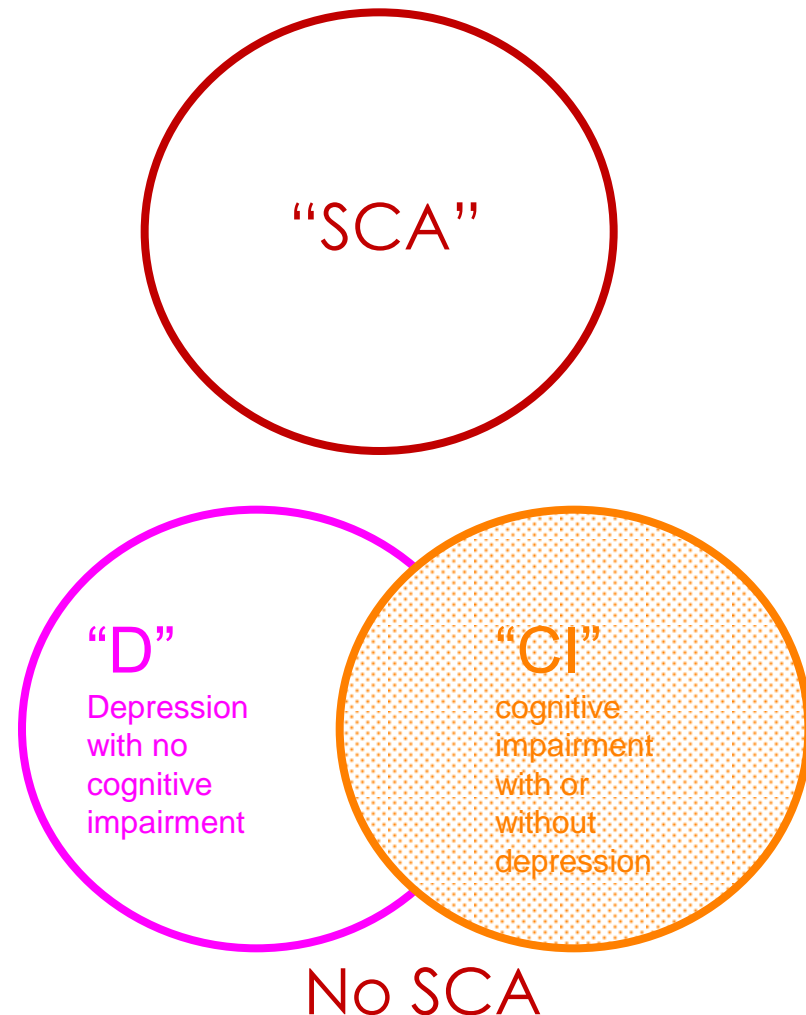 “SCA”
“D”
Depression
with no
cognitive
impairment
“CI”
cognitive
impairment
with or
without
depression
No SCA